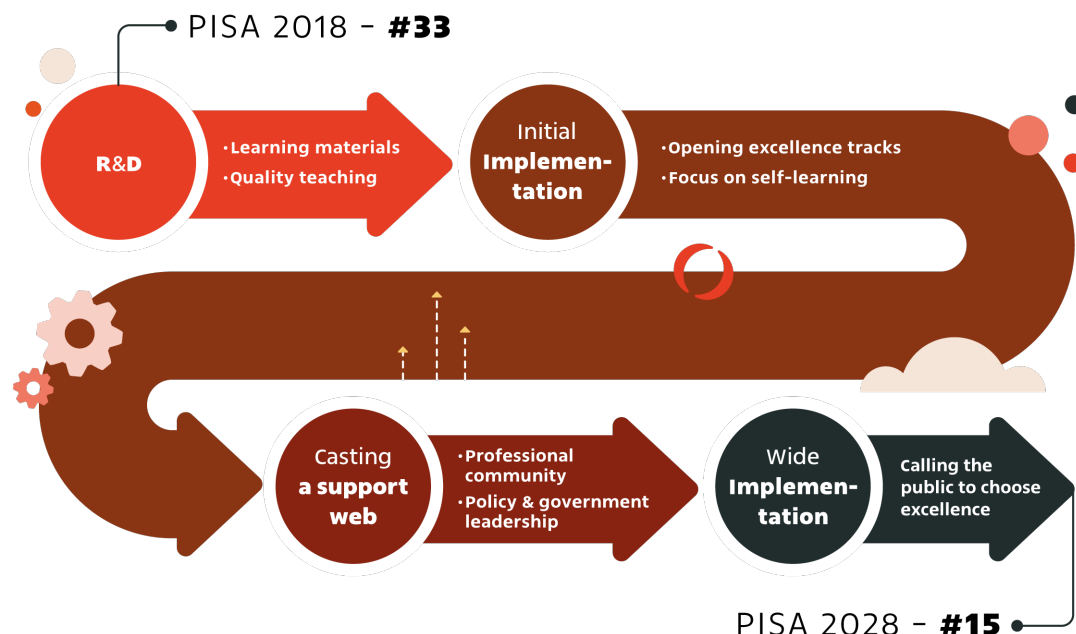 PISA 2018 - #33
R&D
·Learning materials
·Quality teaching
Initial
Implemen-
tation
·Opening excellence tracks
·Focus on self-learning
Casting
a support
web
·Professional
community
·Policy & government
leadership
Wide
Implemen-
tation
Calling the
public to choose
excellence
PISA 2028 - #15